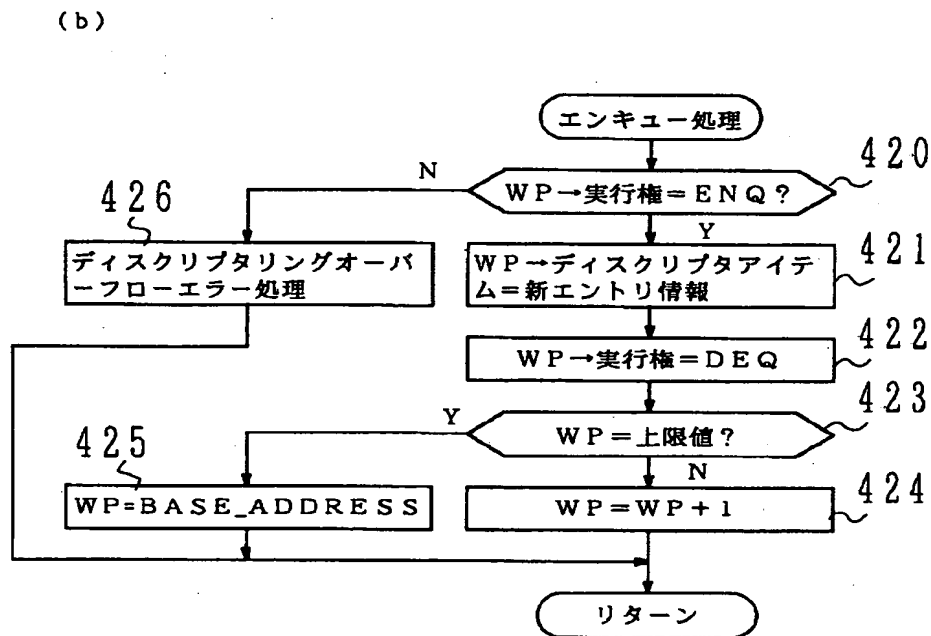 (b)
エンキュー処理
420
WP→実行権=ENQ?
N
Y
426
ディスクリプタリングオーバ
ーフローエラー処理
421
WP→ディスクリプタアイテ
ム=新エントリ情報
422
WP→実行権=DEQ
423
WP=上限値?
Y
N
425
WP=BASE_ADDRESS
424
WP=WP+1
リターン